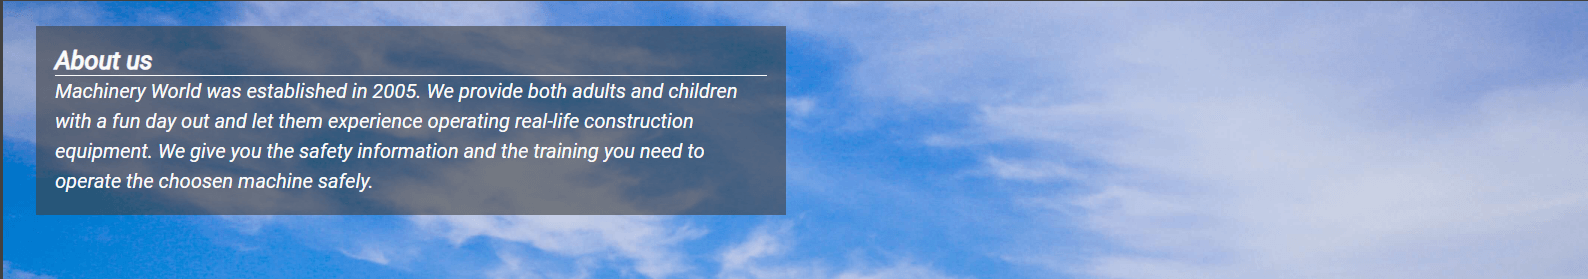 About us
Machinery World was established in 2005. We provide both adults and children
with a fun day out and let them experience operating real-life construction
equipment. We give you the safety information and the training you need to
operate the choosen machine safely.